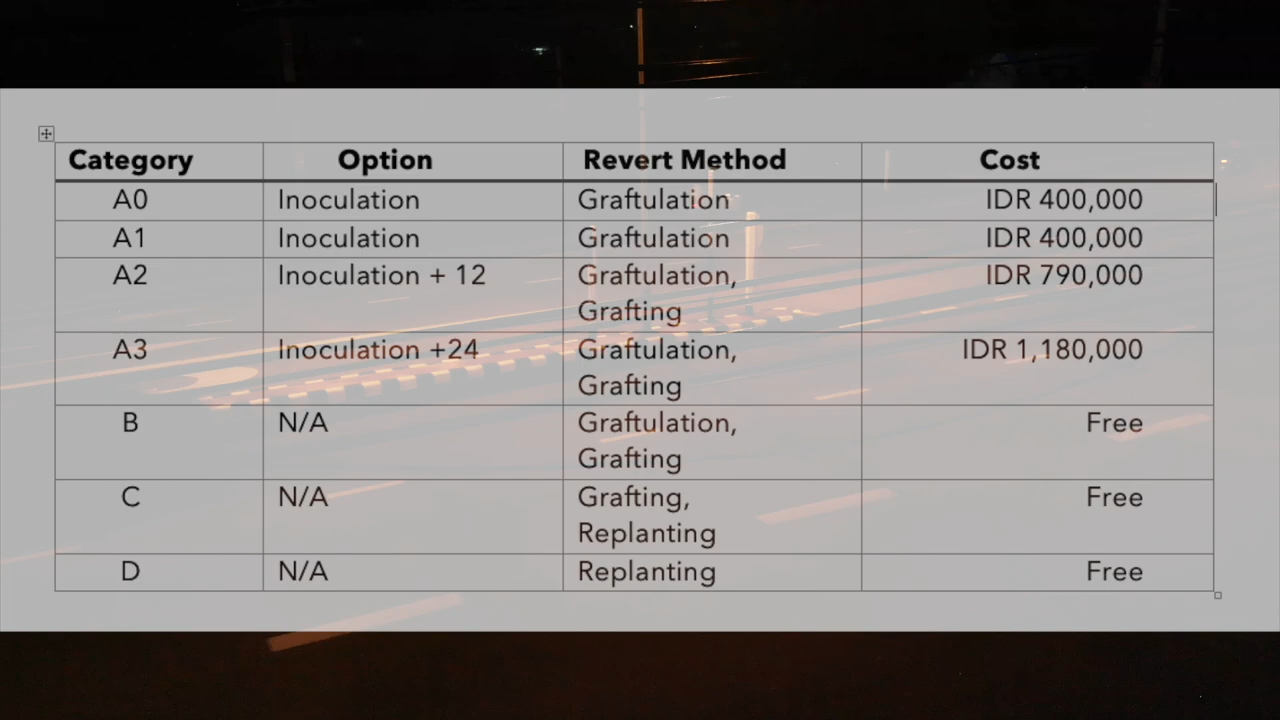 Category Option Revert Method Cost
A0 Inoculation Graftulation IDR 400,000
A1 Inoculation Graftulation IDR 400,000
A2 Inoculation + 12 Graftulation, IDR 790,000
Grafting
A3 Inoculation +24 Graftulation, IDR 1,180,000
Grafting
B N/A Graftulation, Free
Grafting
C N/A Grafting, Free
Replanting
D N/A Replanting Free